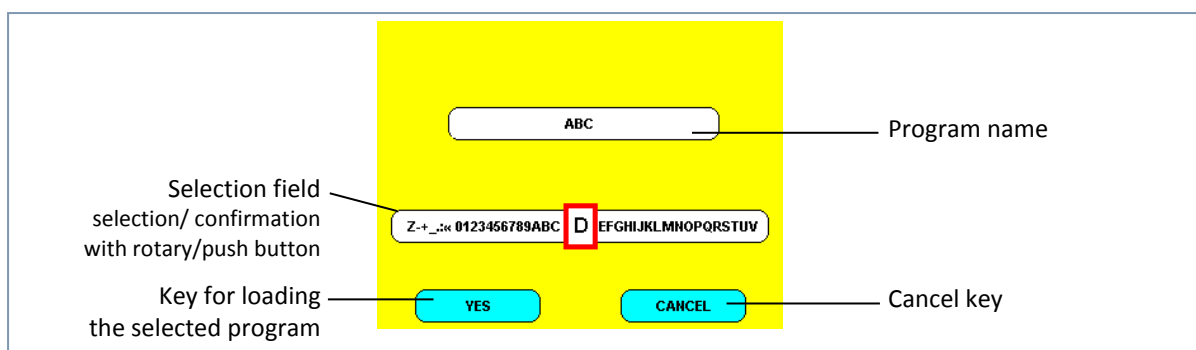 ABC
Program name
Selection field
selection/ confirmation
with rotary/push button
Z-+_.:« 0123456789ABC D EFGHIJKLMNOPQRSTUV
Key for loading
the selected program
YES
CANCEL
Cancel key